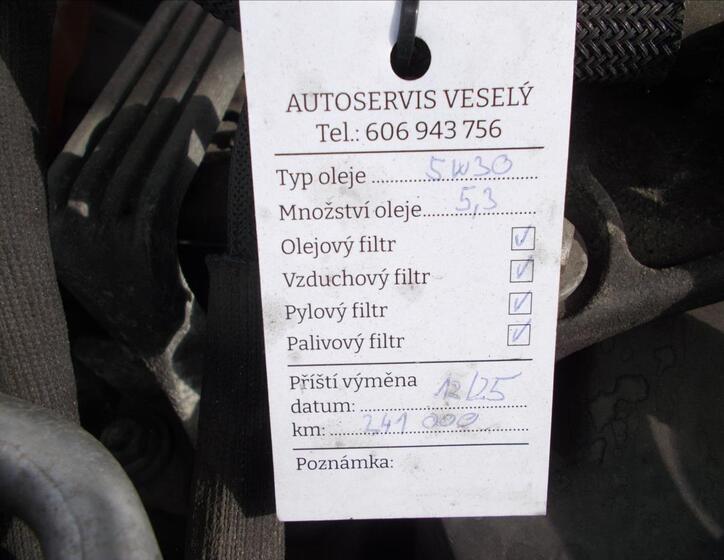 AUTOSERVIS VESELÝ
Tel.: 606 943 756
Typ oleje ............ 5W30
Množství oleje........ 5,3
Olejový filtr ✓
Vzduchový filtr ✓
Pylový filtr ✓
Palivový filtr ✓
Příští výměna
datum: ............ 12/25
km: ............ 241 000
Poznámka: